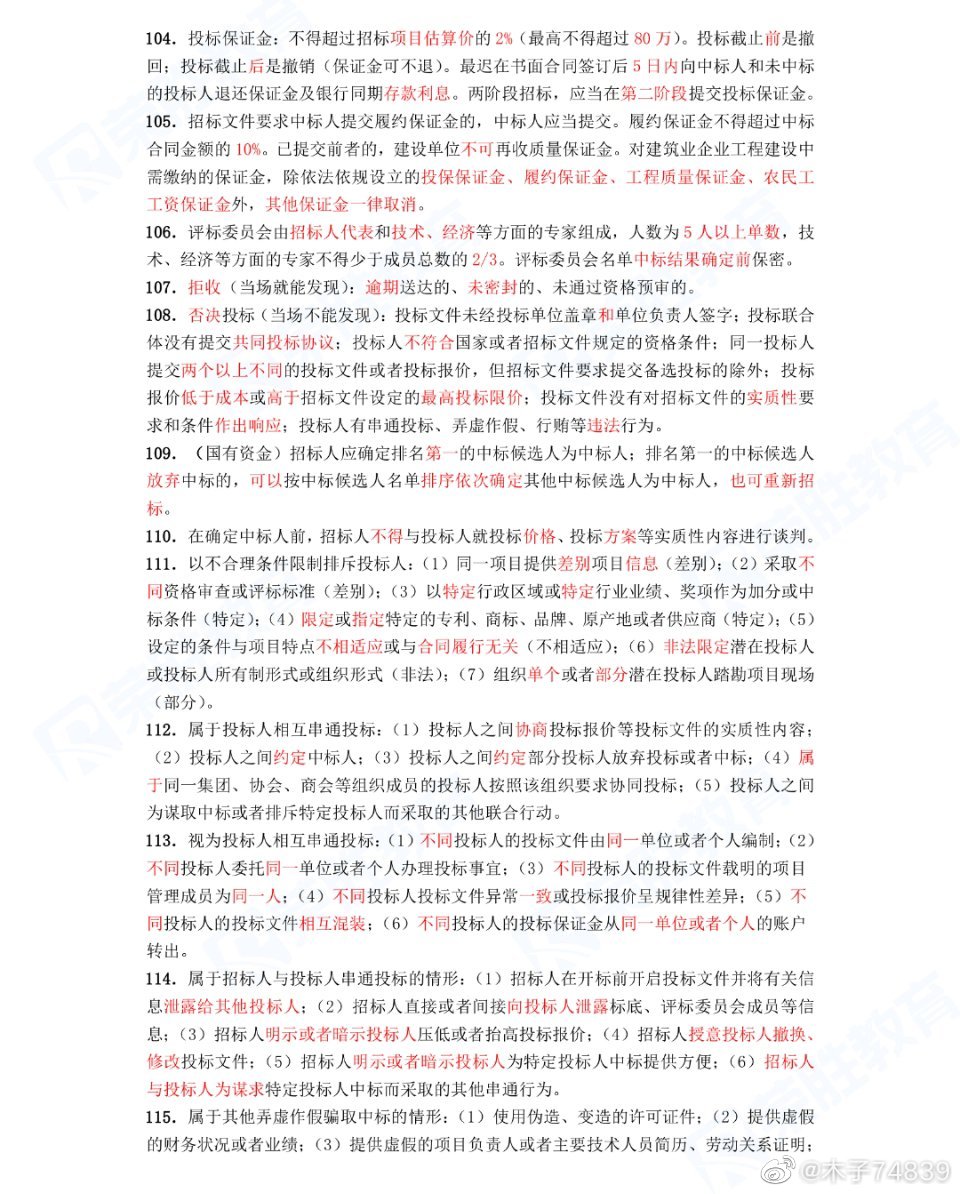 104．投标保证金：不得超过招标项目估算价的 2%（最高不得超过 80 万）。投标截止前是撤
回；投标截止后是撤销（保证金可不退）。最迟在书面合同签订后 5 日内向中标人和未中标
的投标人退还保证金及银行同期存款利息。两阶段招标，应当在第二阶段提交投标保证金。
105．招标文件要求中标人提交履约保证金的，中标人应当提交。履约保证金不得超过中标
合同金额的 10%。已提交前者的，建设单位不可再收质量保证金。对建筑业企业工程建设中
需缴纳的保证金，除依法依规设立的投保保证金、履约保证金、工程质量保证金、农民工
工资保证金外，其他保证金一律取消。
106．评标委员会由招标人代表和技术、经济等方面的专家组成，人数为 5 人以上单数，技
术、经济等方面的专家不得少于成员总数的 2/3。评标委员会名单中标结果确定前保密。
107．拒收（当场就能发现）：逾期送达的、未密封的、未通过资格预审的。
108．否决投标（当场不能发现）：投标文件未经投标单位盖章和单位负责人签字；投标联合
体没有提交共同投标协议；投标人不符合国家或者招标文件规定的资格条件；同一投标人
提交两个以上不同的投标文件或者投标报价，但招标文件要求提交备选投标的除外；投标
报价低于成本或高于招标文件设定的最高投标限价；投标文件没有对招标文件的实质性要
求和条件作出响应；投标人有串通投标、弄虚作假、行贿等违法行为。
109．（国有资金）招标人应确定排名第一的中标候选人为中标人；排名第一的中标候选人
放弃中标的，可以按中标候选人名单排序依次确定其他中标候选人为中标人，也可重新招
标。
110．在确定中标人前，招标人不得与投标人就投标价格、投标方案等实质性内容进行谈判。
111．以不合理条件限制排斥投标人：（1）同一项目提供差别项目信息（差别）；（2）采取不
同资格审查或评标标准（差别）；（3）以特定行政区域或特定行业业绩、奖项作为加分或中
标条件（特定）；（4）限定或指定特定的专利、商标、品牌、原产地或者供应商（特定）；（5）
设定的条件与项目特点不相适应或与合同履行无关（不相适应）；（6）非法限定潜在投标人
或投标人所有制形式或组织形式（非法）；（7）组织单个或者部分潜在投标人踏勘项目现场
（部分）。
112．属于投标人相互串通投标：（1）投标人之间协商投标报价等投标文件的实质性内容；
（2）投标人之间约定中标人；（3）投标人之间约定部分投标人放弃投标或者中标；（4）属
于同一集团、协会、商会等组织成员的投标人按照该组织要求协同投标；（5）投标人之间
为谋取中标或者排斥特定投标人而采取的其他联合行动。
113．视为投标人相互串通投标：（1）不同投标人的投标文件由同一单位或者个人编制；（2）
不同投标人委托同一单位或者个人办理投标事宜；（3）不同投标人的投标文件载明的项目
管理成员为同一人；（4）不同投标人投标文件异常一致或投标报价呈规律性差异；（5）不
同投标人的投标文件相互混装；（6）不同投标人的投标保证金从同一单位或者个人的账户
转出。
114．属于招标人与投标人串通投标的情形：（1）招标人在开标前开启投标文件并将有关信
息泄露给其他投标人；（2）招标人直接或者间接向投标人泄露标底、评标委员会成员等信
息；（3）招标人明示或者暗示投标人压低或者抬高投标报价；（4）招标人授意投标人撤换、
修改投标文件；（5）招标人明示或者暗示投标人为特定投标人中标提供方便；（6）招标人
与投标人为谋求特定投标人中标而采取的其他串通行为。
115．属于其他弄虚作假骗取中标的情形：（1）使用伪造、变造的许可证件；（2）提供虚假
的财务状况或者业绩；（3）提供虚假的项目负责人或者主要技术人员简历、劳动关系证明；
@木子74839